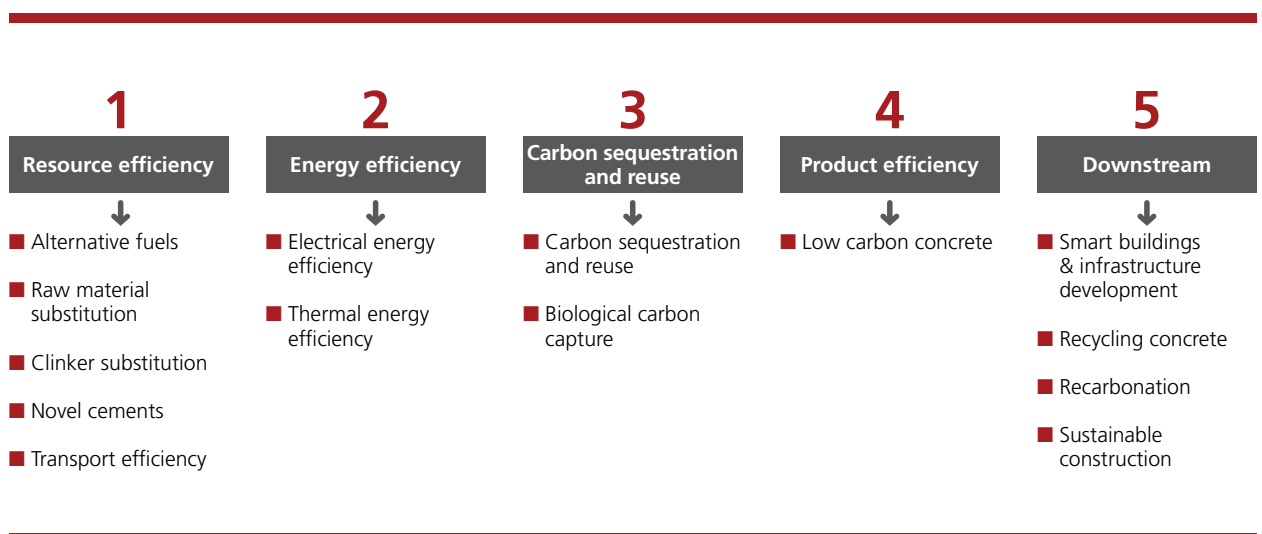 1
Resource efficiency
Alternative fuels
Raw material
substitution
Clinker substitution
Novel cements
Transport efficiency
2
Energy efficiency
Electrical energy
efficiency
Thermal energy
efficiency
3
Carbon sequestration
and reuse
Carbon sequestration
and reuse
Biological carbon
capture
4
Product efficiency
Low carbon concrete
5
Downstream
Smart buildings
& infrastructure
development
Recycling concrete
Recarbonation
Sustainable
construction